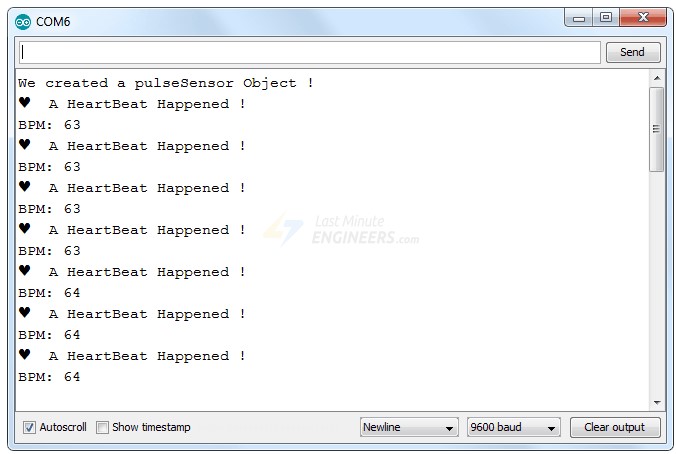 COM6
Send
We created a pulseSensor Object !
♥  A HeartBeat Happened !
BPM: 63
♥  A HeartBeat Happened !
BPM: 63
♥  A HeartBeat Happened !
BPM: 63
♥  A HeartBeat Happened !
BPM: 63
♥  A HeartBeat Happened !
BPM: 64
♥  A HeartBeat Happened !
BPM: 64
♥  A HeartBeat Happened !
BPM: 64
Last Minute
ENGINEERS.com
Autoscroll Show timestamp Newline 9600 baud Clear output